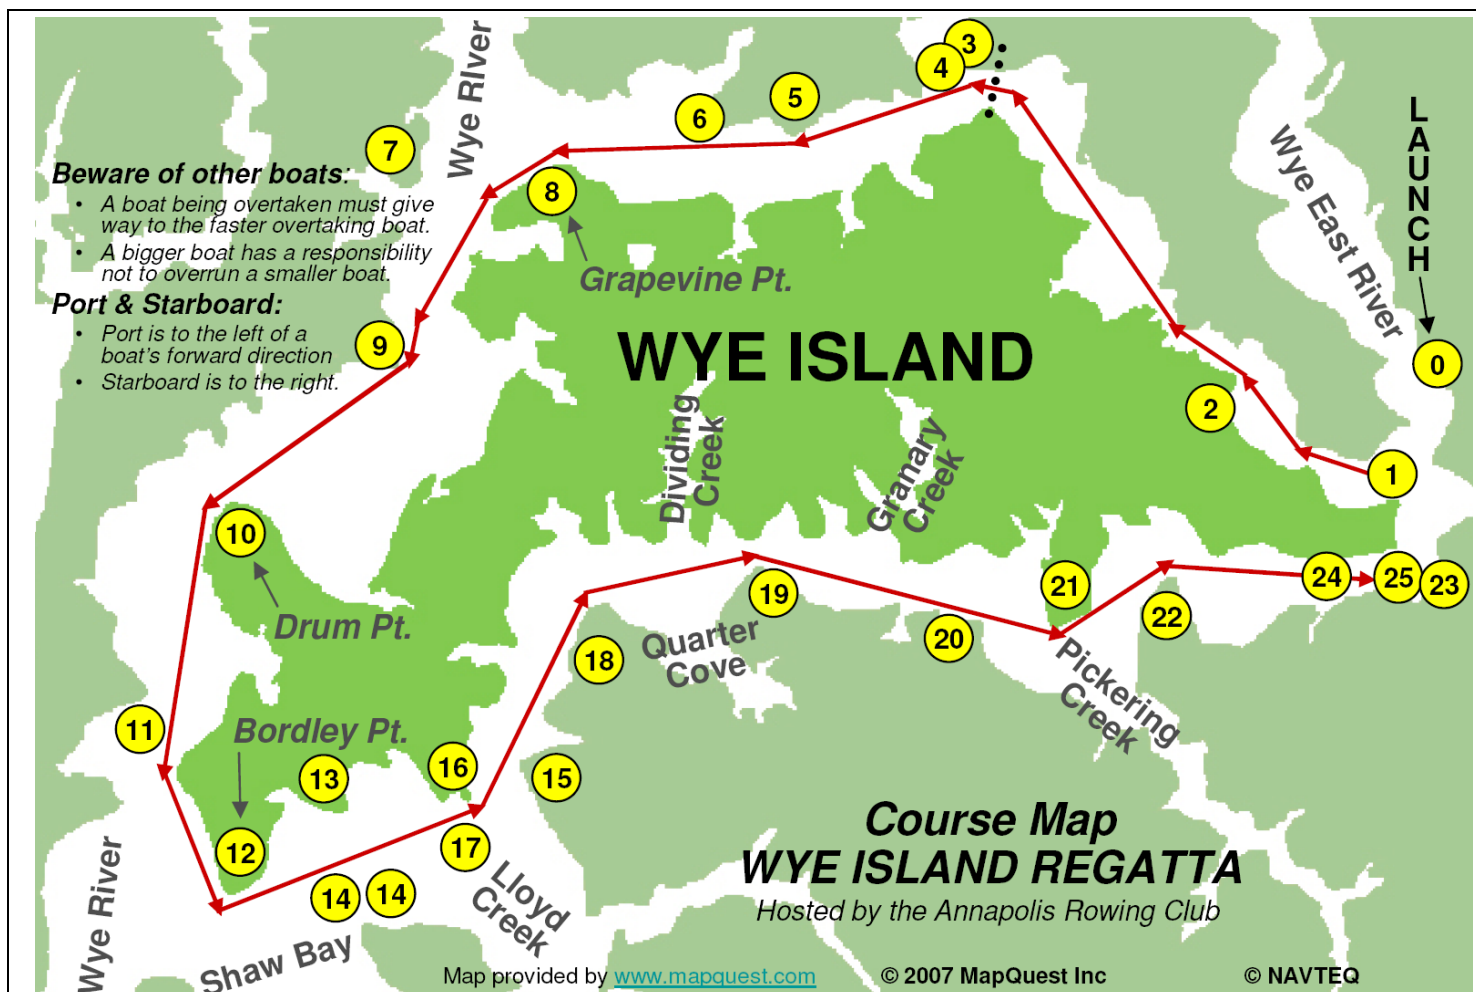 Wye RIver
3
4
5
6
7
8
Grapevine Pt.
Beware of other boats:
• A boat being overtaken must give
way to the faster overtaking boat.
• A bigger boat has a responsibility
not to overrun a smaller boat.
Port & Starboard:
• Port is to the left of a
boat's forward direction
• Starboard is to the right.
9
WYE ISLAND
Wye East River
LAUNCH
0
1
2
Dividing
Creek
Granary
Creek
10
Drum Pt.
11
Bordley Pt.
12
13
14
14
15
16
17
18
Quarter
Cove
19
20
21
22
23
24
25
Pickering
Creek
Lloyd
Creek
Wye River
Shaw Bay
Course Map
WYE ISLAND REGATTA
Hosted by the Annapolis Rowing Club
Map provided by www.mapquest.com © 2007 MapQuest Inc © NAVTEQ